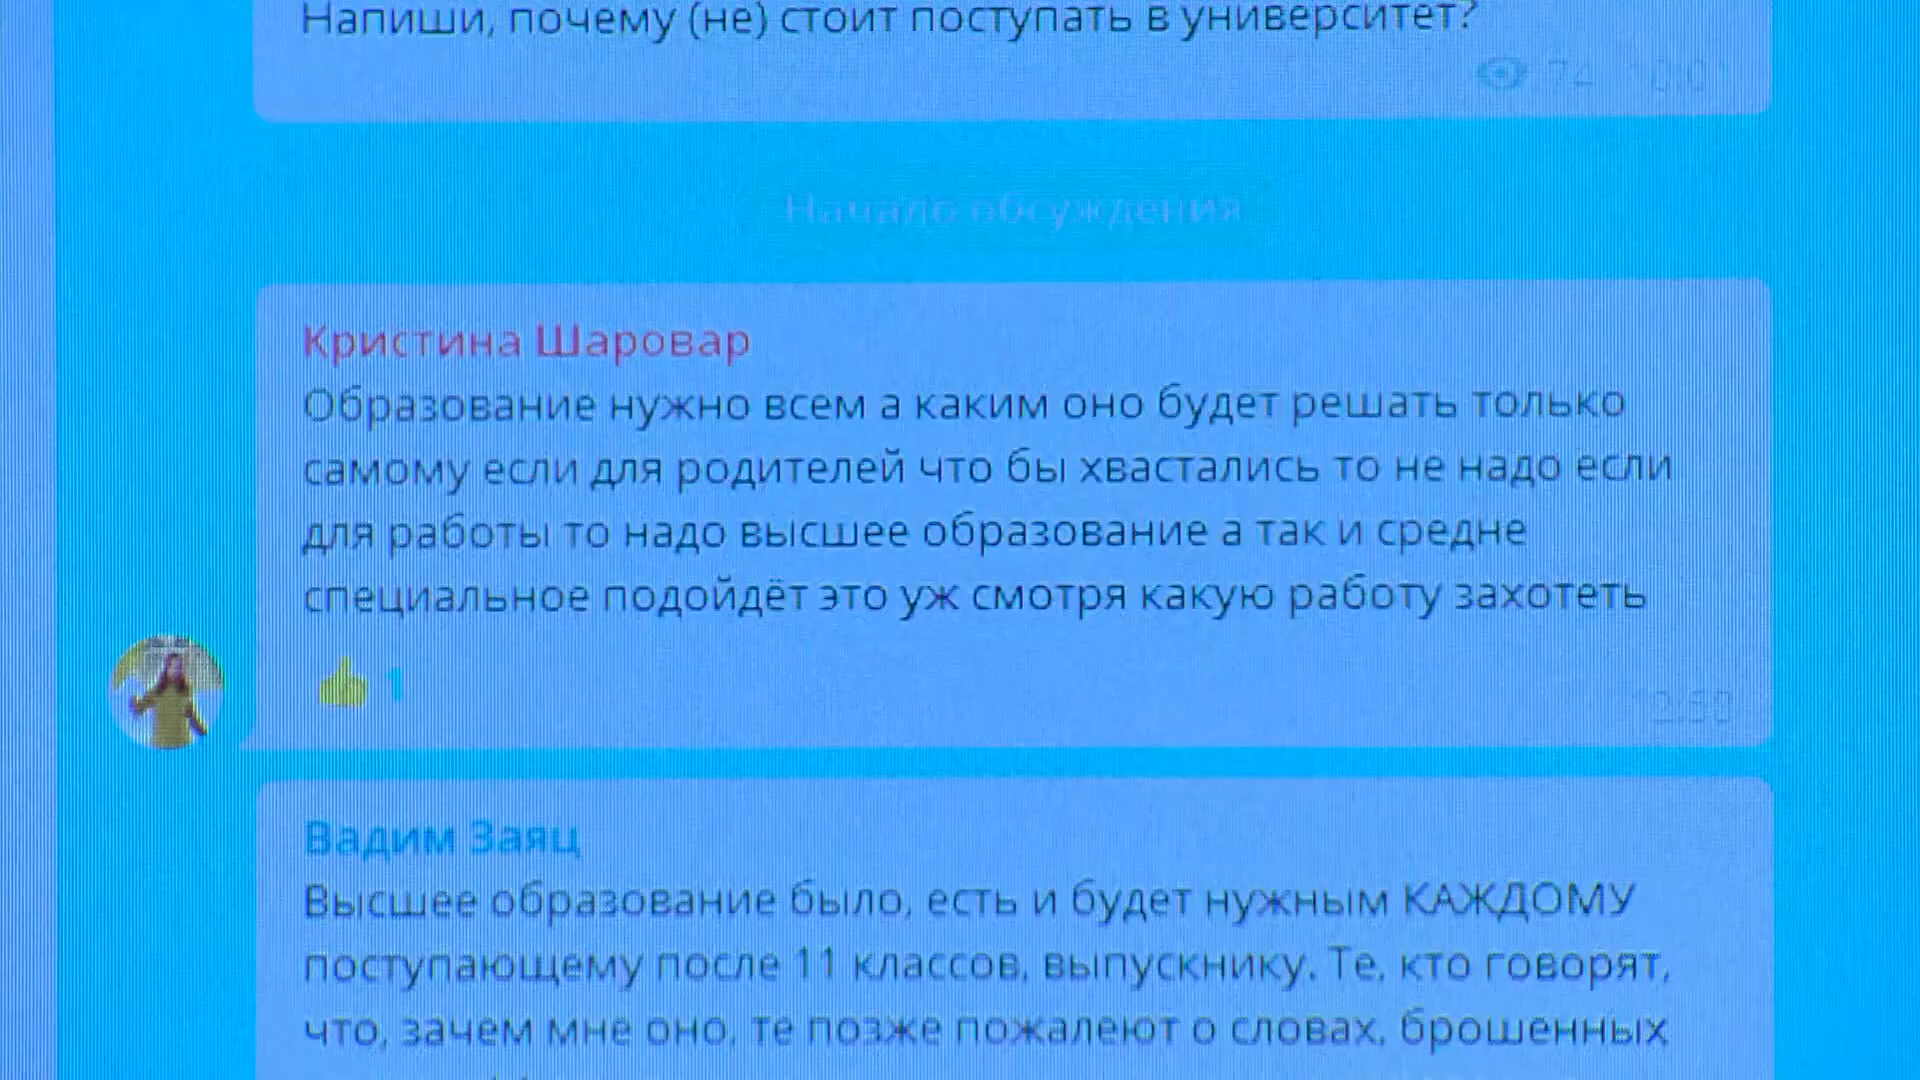 Напиши, почему (не) стоит поступать в университет?
74
Начало обсуждения
Кристина Шаровар
Образование нужно всем а каким оно будет решать только
самому если для родителей что бы хвастались то не надо если
для работы то надо высшее образование а так и средне
специальное подойдёт это уж смотря какую работу захотеть
1
Вадим Заяц
Высшее образование было, есть и будет нужным КАЖДОМУ
поступающему после 11 классов, выпускнику. Те, кто говорят,
что, зачем мне оно, те позже пожалеют о словах, брошенных